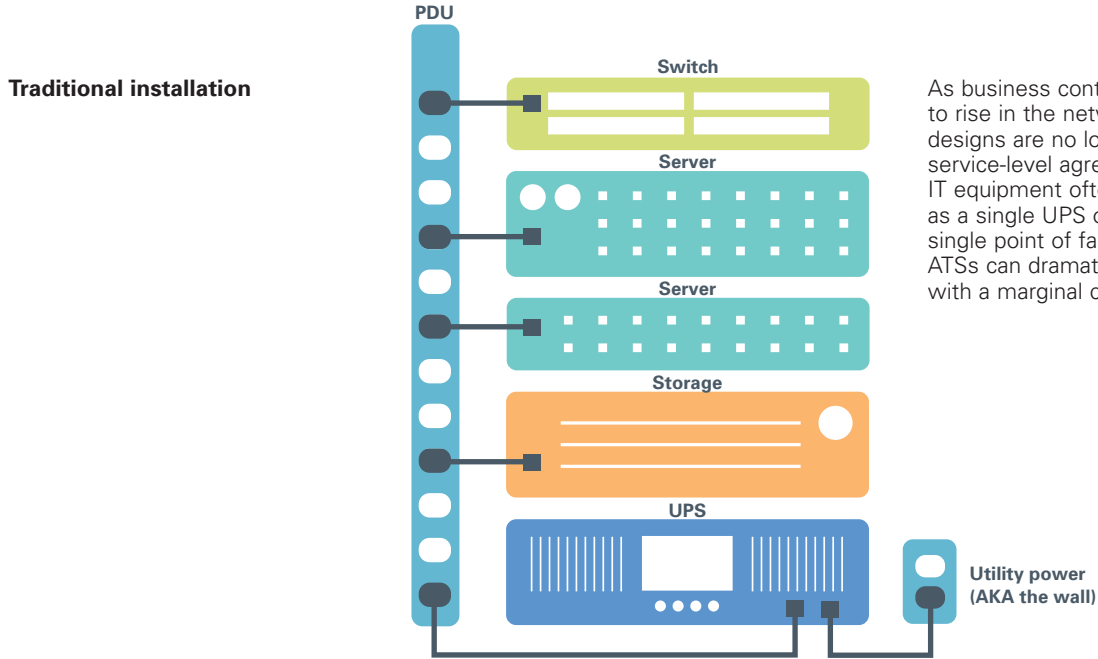 PDU
Traditional installation
Switch
Server
Server
Storage
UPS
Utility power
(AKA the wall)
As business cont
to rise in the net
designs are no lo
service-level agre
IT equipment oft
as a single UPS
single point of fa
ATSs can dramat
with a marginal